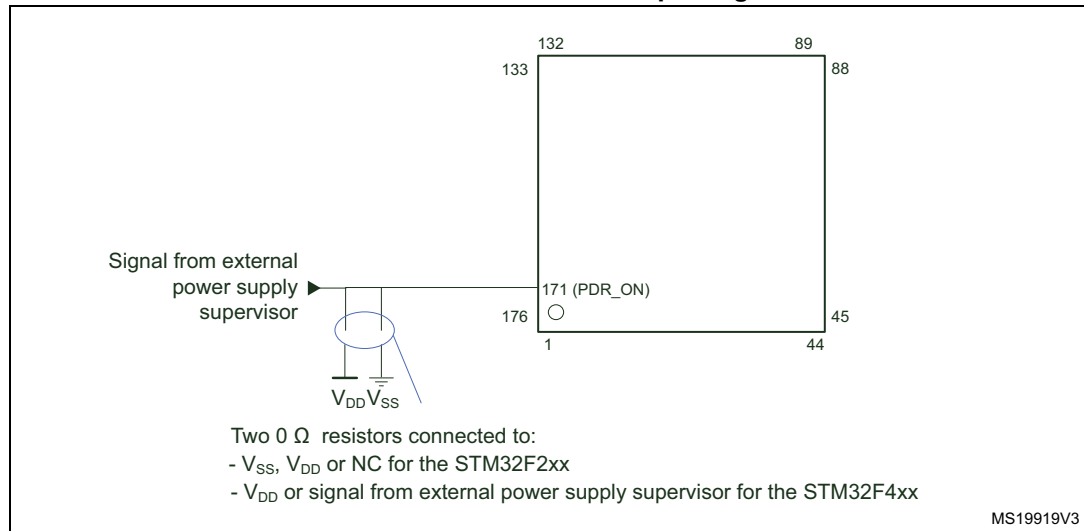 132
89
133
88
Signal from external
power supply
supervisor
171 (PDR_ON)
176
45
1
44
VDD VSS
Two 0 Ω resistors connected to:
- VSS, VDD or NC for the STM32F2xx
- VDD or signal from external power supply supervisor for the STM32F4xx
MS19919V3